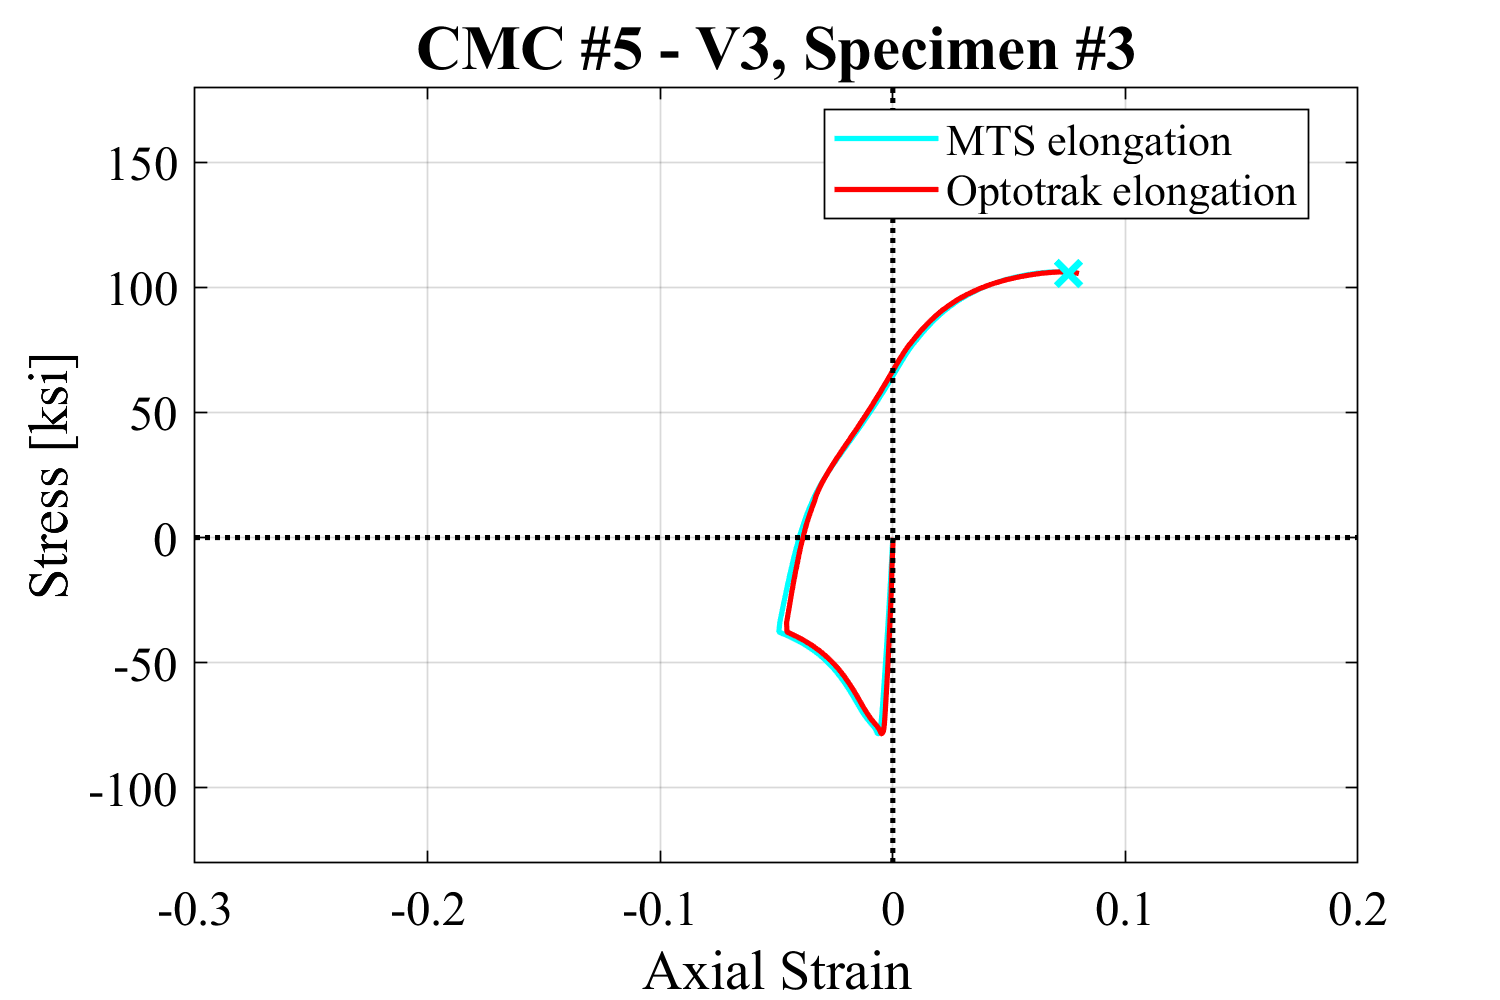 CMC #5 - V3, Specimen #3
MTS elongation
Optotrak elongation
150
100
50
0
-50
-100
Stress [ksi]
-0.3
-0.2
-0.1
0
0.1
0.2
Axial Strain